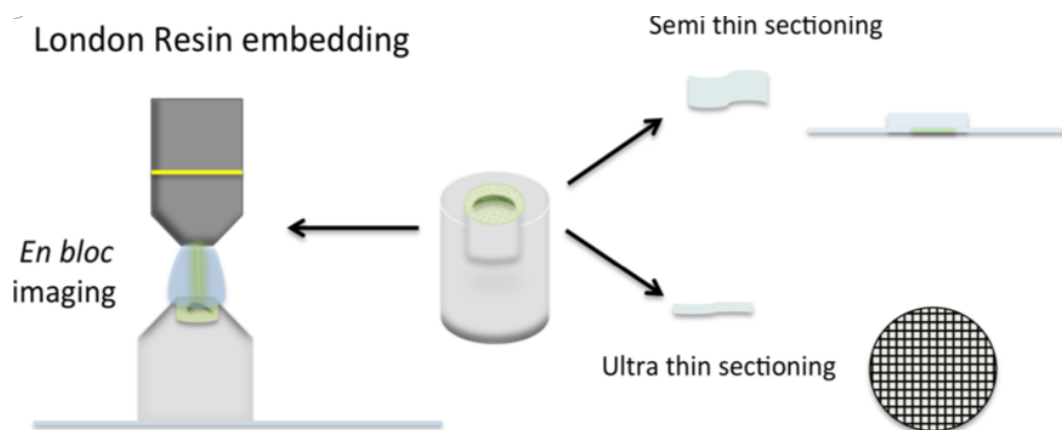 London Resin embedding
Semi thin sectioning
En bloc
imaging
Ultra thin sectioning